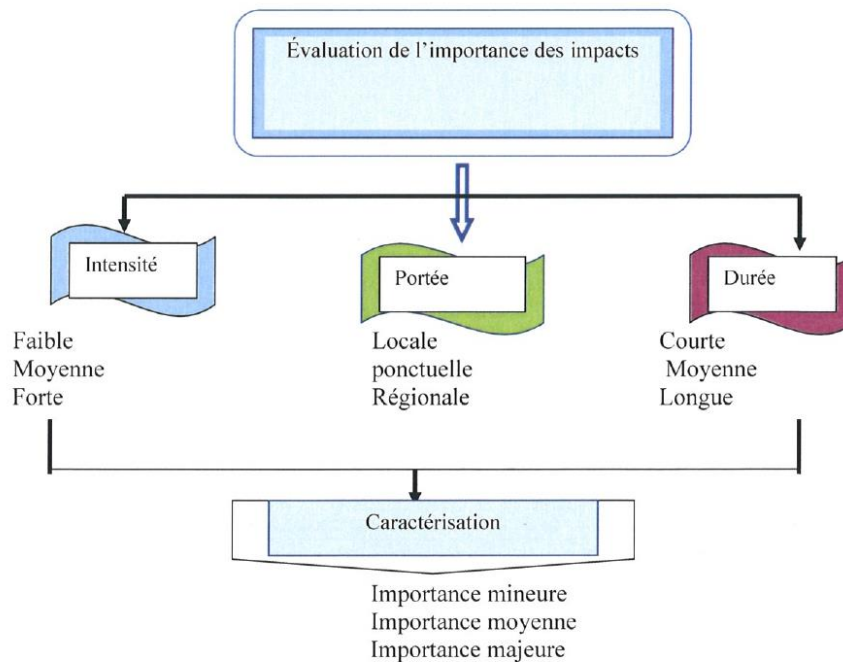 Évaluation de l'importance des impacts
Intensité
Portée
Durée
Faible
Moyenne
Forte
Locale
ponctuelle
Régionale
Courte
Moyenne
Longue
Caractérisation
Importance mineure
Importance moyenne
Importance majeure